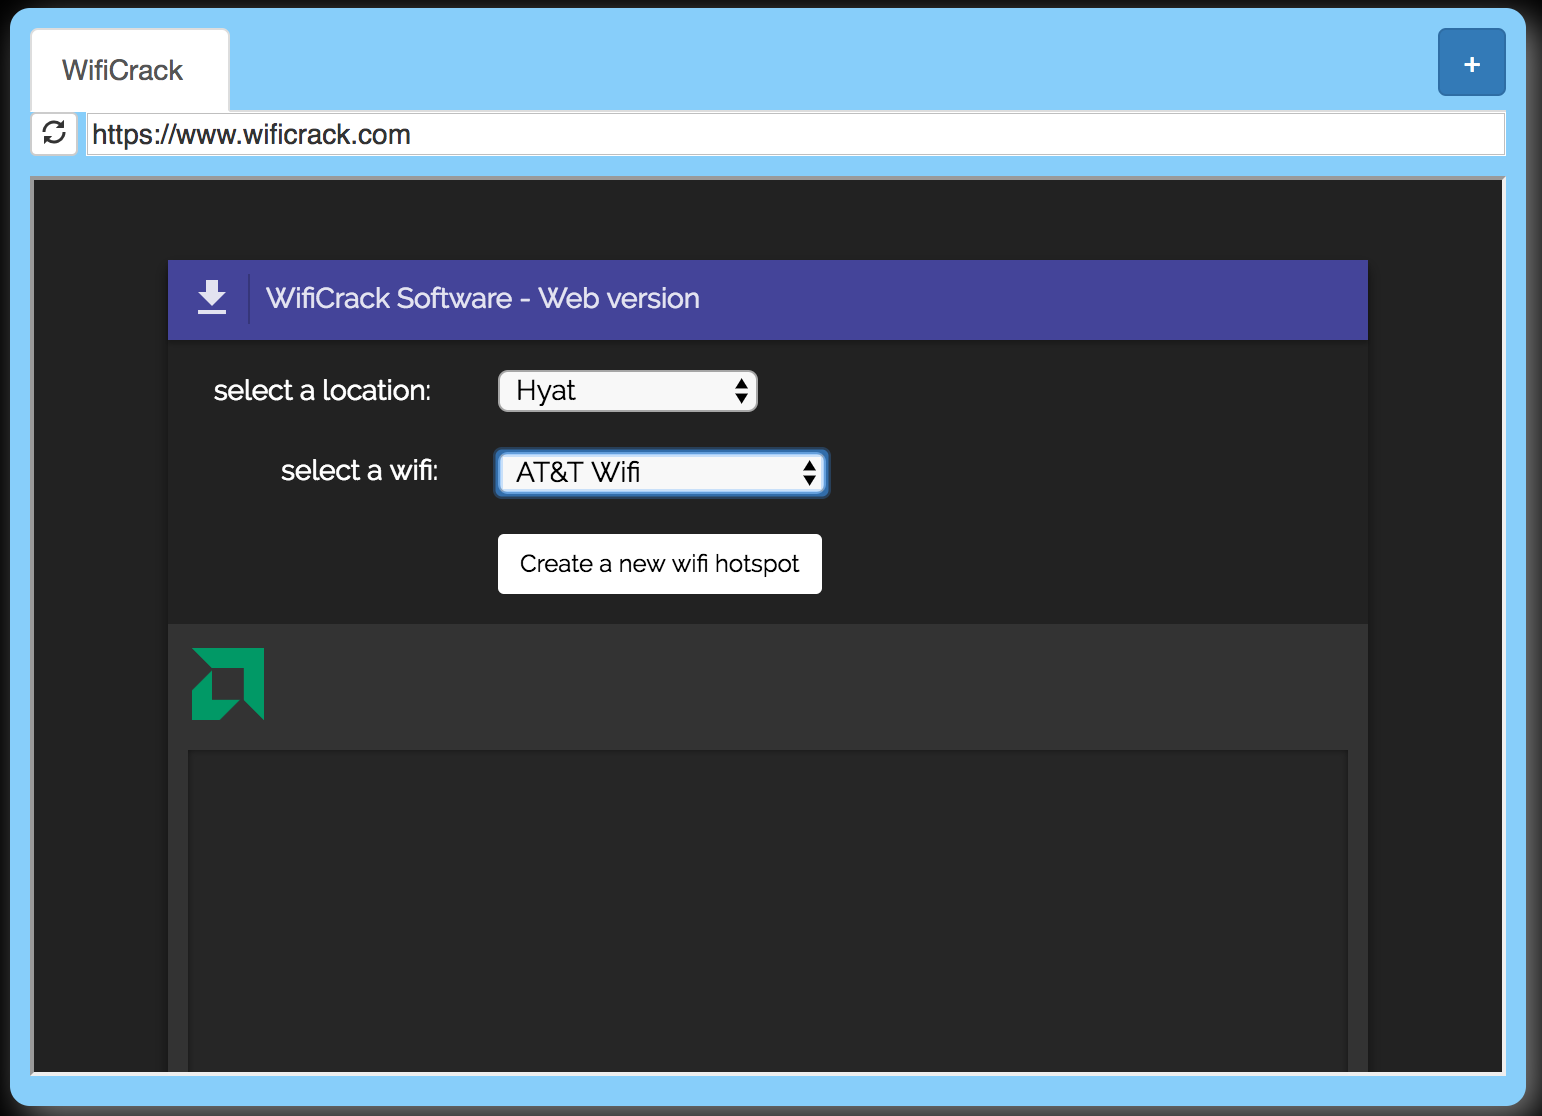 WifiCrack
+
https://www.wificrack.com
WifiCrack Software - Web version
select a location: Hyat
select a wifi: AT&T Wifi
Create a new wifi hotspot